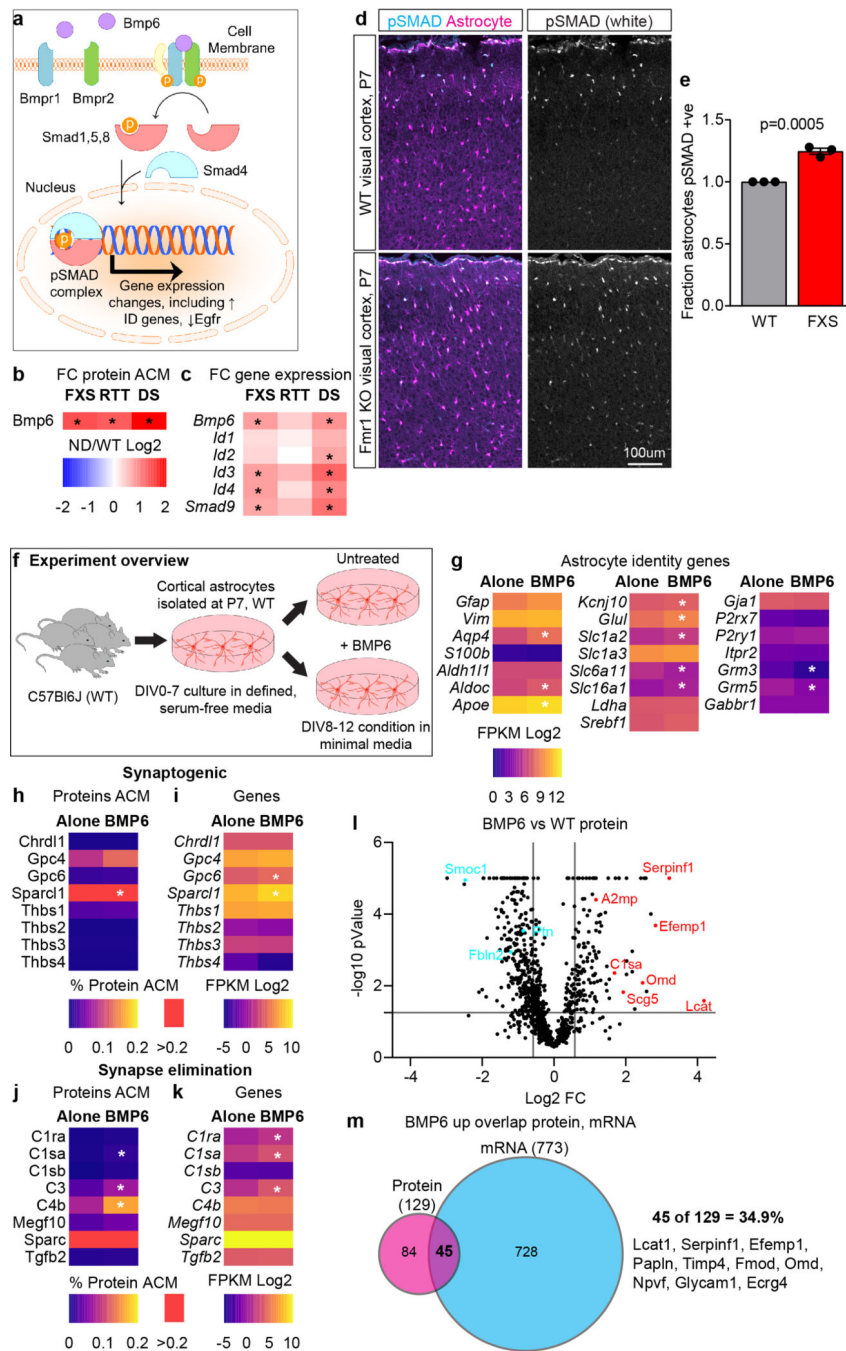 a
Bmp6
Cell
Membrane
Bmpr1
Bmpr2
p
p
p
Smad1,5,8
Smad4
Nucleus
p
pSMAD
complex
Gene expression
changes, including ↑
ID genes, ↓Egfr
b
FC protein ACM
FXS RTT DS
Bmp6 * * *
ND/WT Log2
-2 -1 0 1 2
c
FC gene expression
FXS RTT DS
Bmp6 * *
Id1
Id2 *
Id3 * *
Id4 * *
Smad9 * *
d
pSMAD Astrocyte
pSMAD (white)
WT visual cortex, P7
Fmr1 KO visual cortex, P7
100um
e
p=0.0005
Fraction astrocytes pSMAD +ve
1.5
1.0
0.5
0.0
WT FXS
f Experiment overview
C57Bl6J (WT)
Cortical astrocytes
isolated at P7, WT
DIV0-7 culture in defined,
serum-free media
Untreated
+ BMP6
DIV8-12 condition in
minimal media
g
Astrocyte identity genes
Alone BMP6
Gfap
Vim
Aqp4 *
S100b
Aldh1l1
Aldoc *
Apoe *
Alone BMP6
Kcnj10 *
Glul *
Slc1a2 *
Slc1a3
Slc6a11 *
Slc16a1 *
Ldha
Srebf1
Alone BMP6
Gja1
P2rx7
P2ry1
Itpr2
Grm3 *
Grm5 *
Gabbr1
FPKM Log2
0 3 6 9 12
Synaptogenic
h
Proteins ACM
Alone BMP6
Chrdl1
Gpc4
Gpc6
Sparcl1 *
Thbs1
Thbs2
Thbs3
Thbs4
% Protein ACM
0 0.1 0.2 >0.2
i
Genes
Alone BMP6
Chrdl1
Gpc4
Gpc6 *
Sparcl1 *
Thbs1
Thbs2
Thbs3
Thbs4
FPKM Log2
-5 0 5 10
Synapse elimination
j
Proteins ACM
Alone BMP6
C1ra
C1sa *
C1sb
C3 *
C4b *
Megf10
Sparc
Tgfb2
% Protein ACM
0 0.1 0.2 >0.2
k
Genes
Alone BMP6
C1ra *
C1sa *
C1sb
C3 *
C4b
Megf10
Sparc
Tgfb2
FPKM Log2
-5 0 5 10
l
BMP6 vs WT protein
-log10 pValue
6
4
2
0
Smoc1
Ptn
Fbln2
Serpinf1
A2mp
Efemp1
C1sa
Omd
Scg5
Lcat
-4 -2 0 2 4
Log2 FC
m
BMP6 up overlap protein, mRNA
mRNA (773)
Protein
(129)
84
45
728
45 of 129 = 34.9%
Lcat1, Serpinf1, Efemp1,
Papln, Timp4, Fmod, Omd,
Npvf, Glycam1, Ecrg4